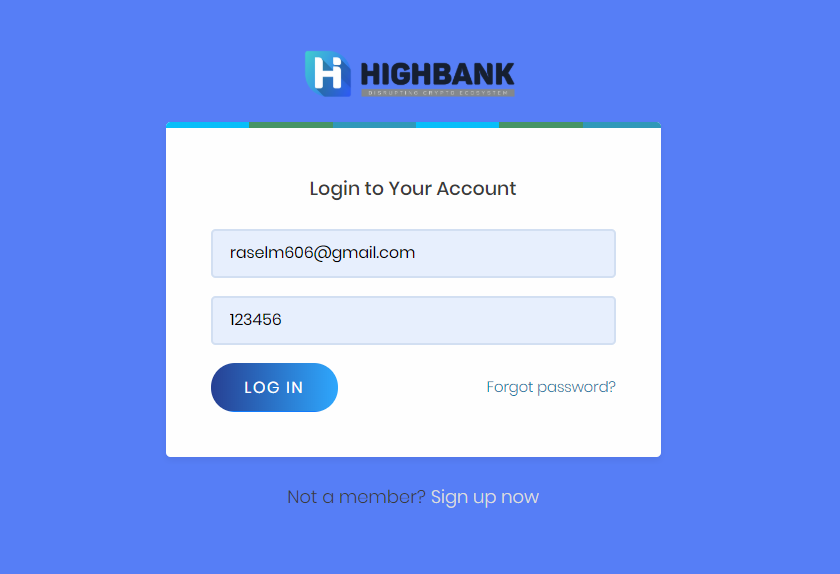 HIGHBANK
DISRUPTING CRYPTO ECOSYSTEM
Login to Your Account
raselm606@gmail.com
123456
LOG IN Forgot password?
Not a member? Sign up now